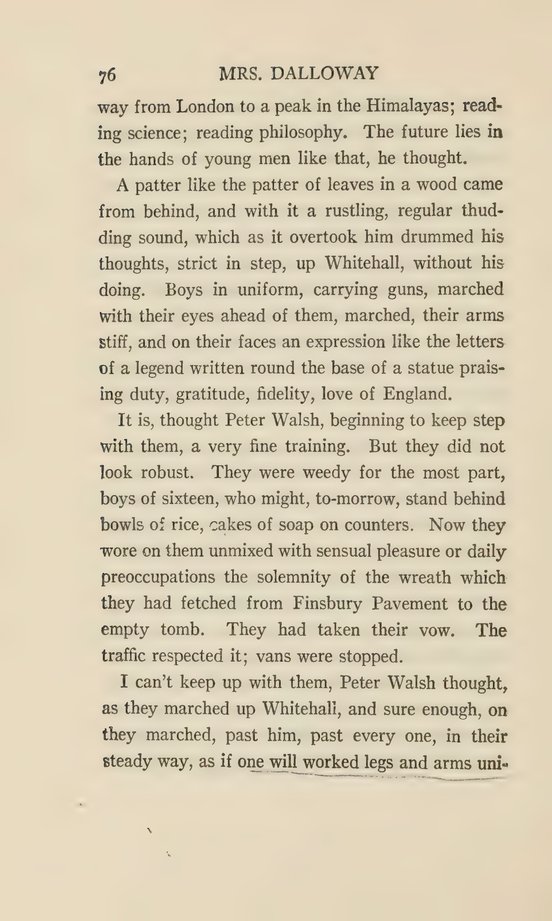 76 MRS. DALLOWAY
way from London to a peak in the Himalayas; read-
ing science; reading philosophy. The future lies in
the hands of young men like that, he thought.
A patter like the patter of leaves in a wood came
from behind, and with it a rustling, regular thud-
ding sound, which as it overtook him drummed his
thoughts, strict in step, up Whitehall, without his
doing. Boys in uniform, carrying guns, marched
with their eyes ahead of them, marched, their arms
stiff, and on their faces an expression like the letters
of a legend written round the base of a statue prais-
ing duty, gratitude, fidelity, love of England.
It is, thought Peter Walsh, beginning to keep step
with them, a very fine training. But they did not
look robust. They were weedy for the most part,
boys of sixteen, who might, to-morrow, stand behind
bowls of rice, cakes of soap on counters. Now they
wore on them unmixed with sensual pleasure or daily
preoccupations the solemnity of the wreath which
they had fetched from Finsbury Pavement to the
empty tomb. They had taken their vow. The
traffic respected it; vans were stopped.
I can't keep up with them, Peter Walsh thought,
as they marched up Whitehall, and sure enough, on
they marched, past him, past every one, in their
steady way, as if one will worked legs and arms uni-